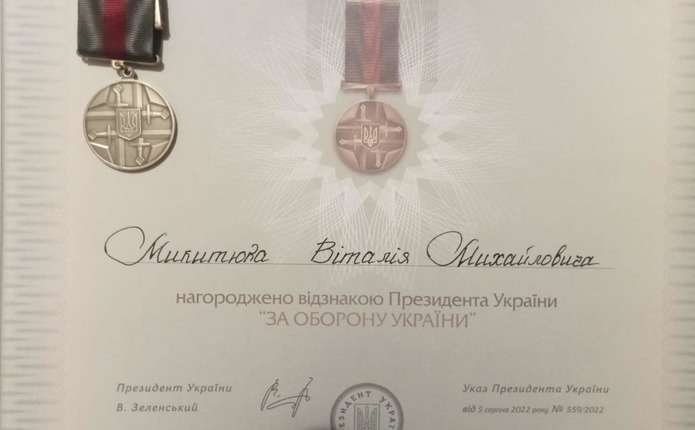 Микитюка Віталія Михайловича
нагороджено відзнакою Президента України
"ЗА ОБОРОНУ УКРАЇНИ"
Президент України
В. Зеленський
Указ Президента України
від 5 серпня 2022 року № 559/2022